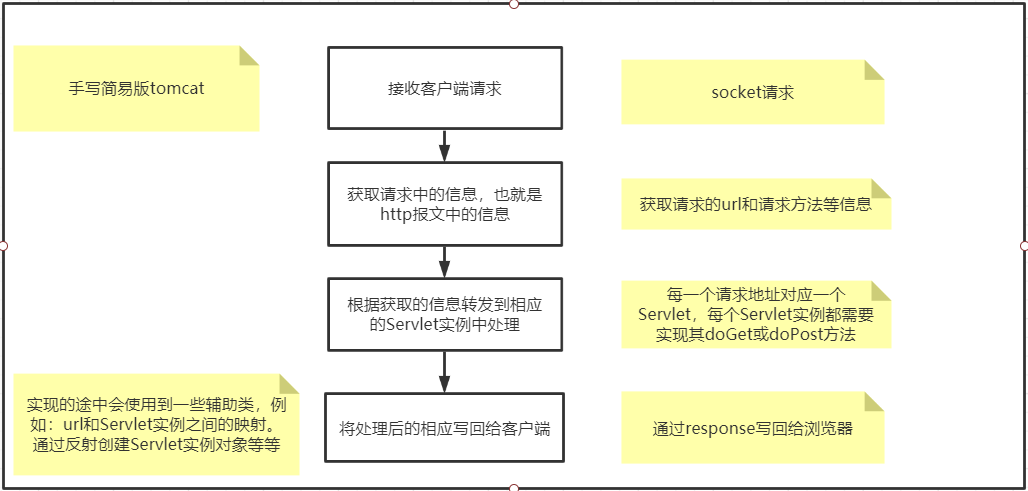 手写简易版tomcat
接收客户端请求
socket请求
获取请求中的信息，也就是
http报文中的信息
获取请求的url和请求方法等信息
根据获取的信息转发到相应
的Servlet实例中处理
每一个请求地址对应一个
Servlet，每个Servlet实例都需要
实现其doGet或doPost方法
实现的途中会使用到一些辅助类，例
如：url和Servlet实例之间的映射。
通过反射创建Servlet实例对象等等
将处理后的相应写回给客户端
通过response写回给浏览器